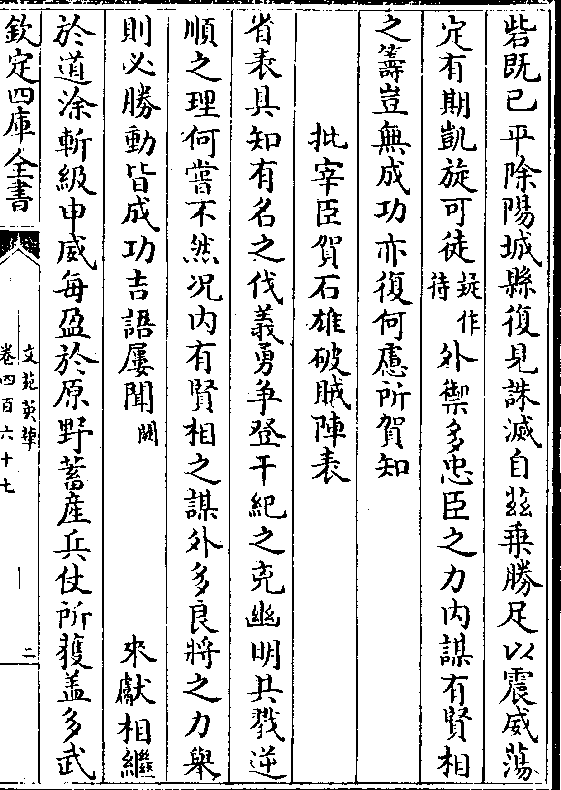 砦既已平除陽城縣復見誅滅自茲乗勝足以震威蕩
定有期凱旋可徒疑作待外禦多忠臣之力内謀有賢相
之籌豈無成功亦復何慮所賀知
批宰臣賀石雄破賊陣表
省表具知有名之伐義勇争登干紀之克幽明共戮逆
順之理何嘗不然况内有賢相之謀外多良將之力舉
則必勝動皆成功吉語屢聞闕來獻相繼
於道塗斬級申威每盈於原野蓄産兵仗所獲盖多武
欽定四庫全書
文苑英華
卷四百六十七
二